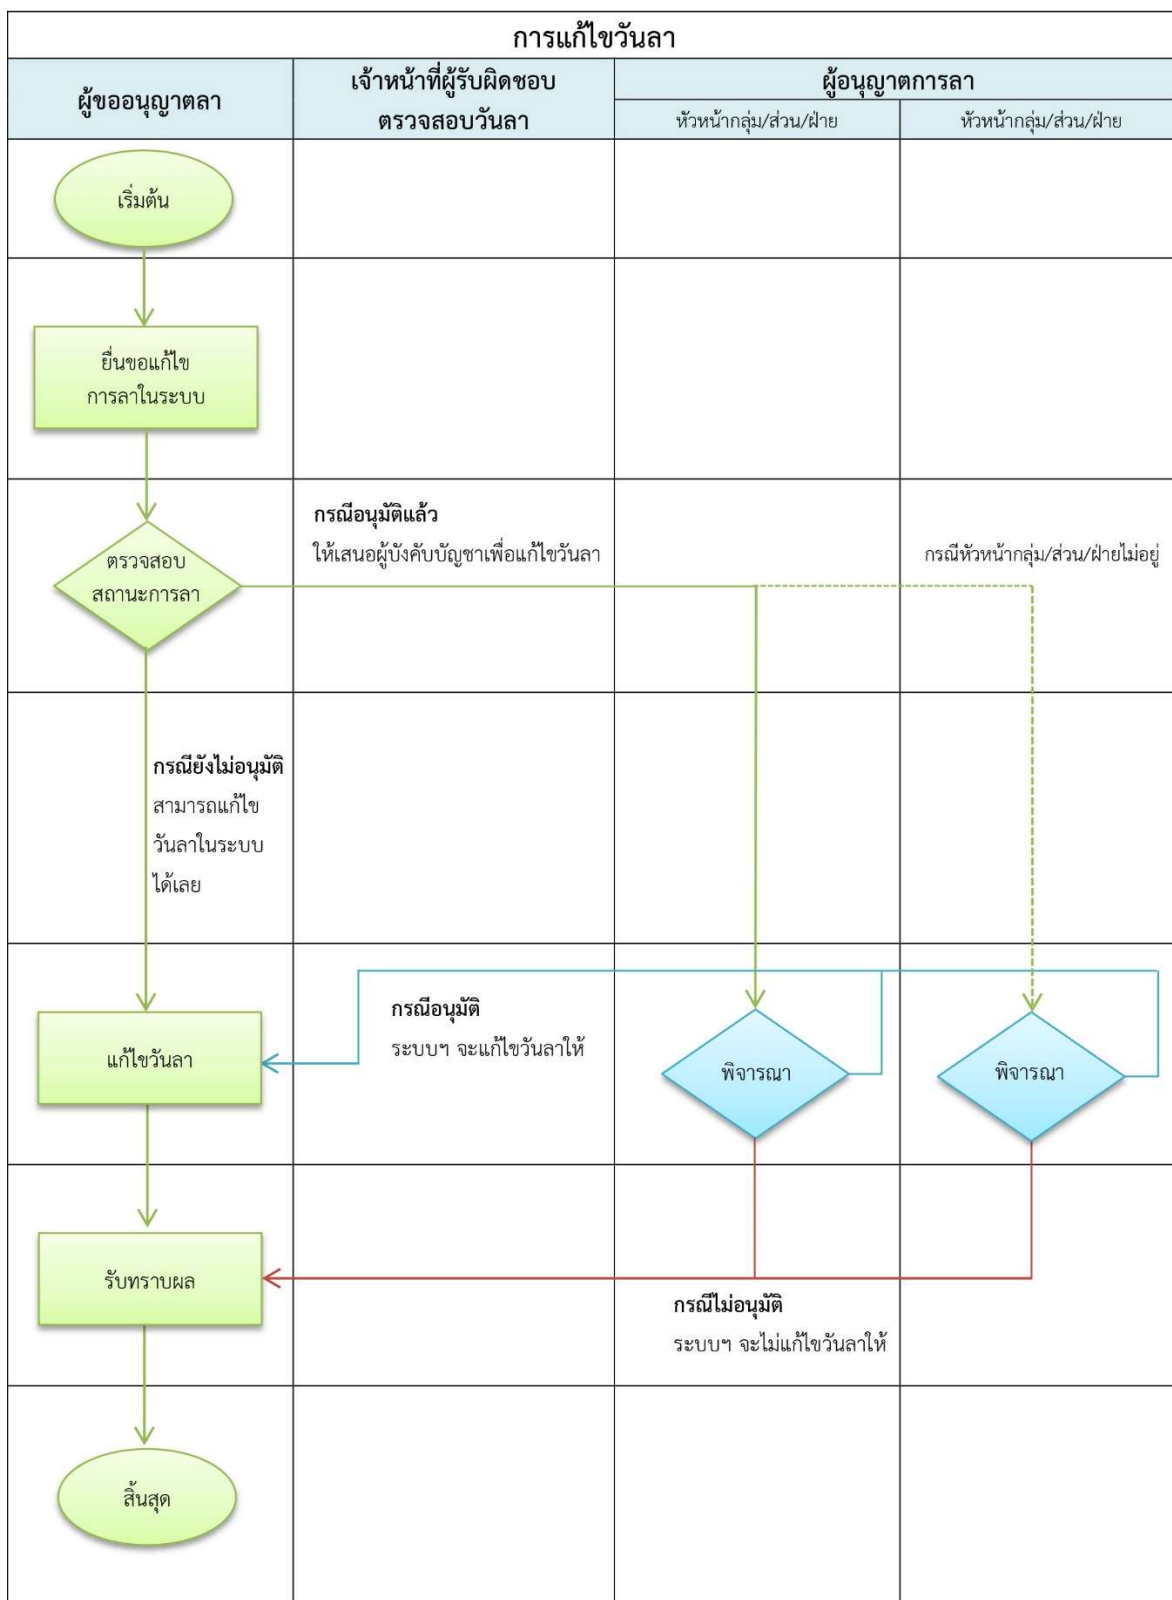 การแก้ไขวันลา
ผู้ขออนุญาตลา
เจ้าหน้าที่ผู้รับผิดชอบ
ตรวจสอบวันลา
ผู้อนุญาตการลา
หัวหน้ากลุ่ม/ส่วน/ฝ่าย
หัวหน้ากลุ่ม/ส่วน/ฝ่าย
เริ่มต้น
ยื่นขอแก้ไข
การลาในระบบ
ตรวจสอบ
สถานะการลา
กรณีอนุมัติแล้ว
ให้เสนอผู้บังคับบัญชาเพื่อแก้ไขวันลา
กรณีหัวหน้ากลุ่ม/ส่วน/ฝ่ายไม่อยู่
กรณียังไม่อนุมัติ
สามารถแก้ไข
วันลาในระบบ
ได้เลย
แก้ไขวันลา
กรณีอนุมัติ
ระบบฯ จะแก้ไขวันลาให้
พิจารณา
พิจารณา
รับทราบผล
กรณีไม่อนุมัติ
ระบบฯ จะไม่แก้ไขวันลาให้
สิ้นสุด